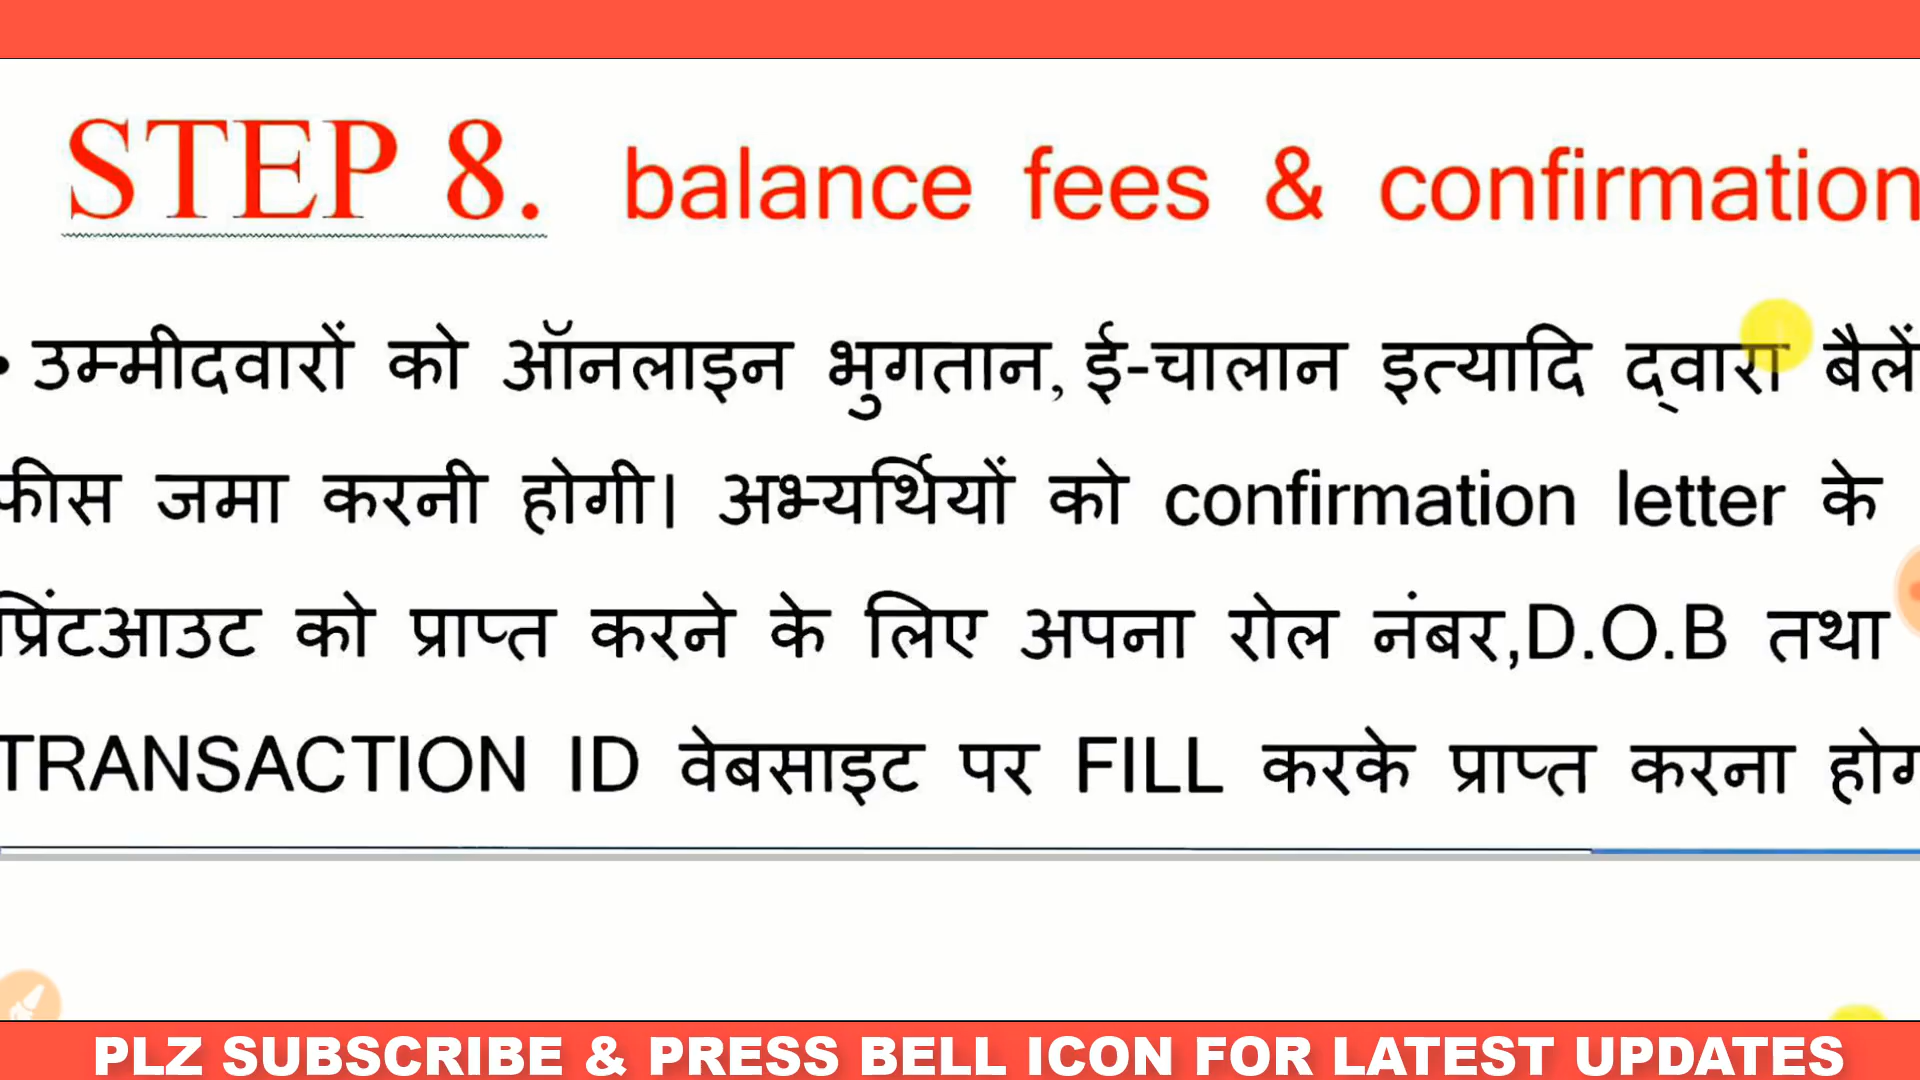 STEP 8. balance fees & confirmation
• उम्मीदवारों को ऑनलाइन भुगतान, ई-चालान इत्यादि द्वारा
फीस जमा करनी होगी। अभ्यर्थियों को confirmation letter के
प्रिंटआउट को प्राप्त करने के लिए अपना रोल नंबर,D.O.B तथा
TRANSACTION ID वेबसाइट पर FILL करके प्राप्त करना
PLZ SUBSCRIBE & PRESS BELL ICON FOR LATEST UPDATES